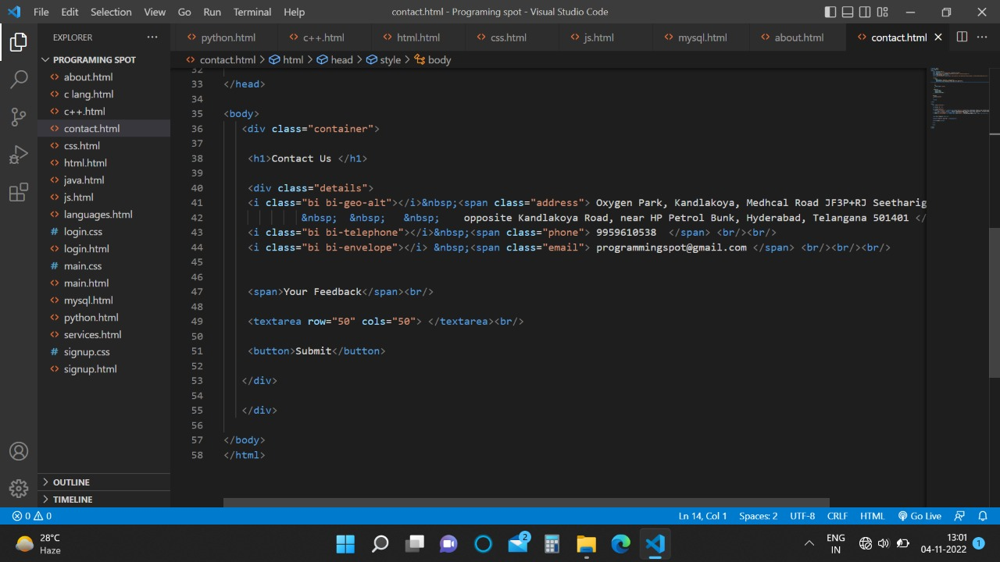 File Edit Selection View Go Run Terminal Help contact.html - Programing spot - Visual Studio Code
EXPLORER
python.html c++.html html.html css.html js.html mysql.html about.html contact.html
contact.html > html > head > style > body
PROGRAMING SPOT
about.html
c lang.html
c++.html
contact.html
css.html
html.html
java.html
js.html
languages.html
login.css
login.html
main.css
main.html
mysql.html
python.html
services.html
signup.css
signup.html
OUTLINE
TIMELINE
32
33 </head>
34
35 <body>
36 <div class="container">
37
38 <h1>Contact Us </h1>
39
40 <div class="details">
41 <i class="bi bi-geo-alt"></i>&nbsp;<span class="address"> Oxygen Park, Kandlakoya, Medhcal Road JF3P+RJ Seetharig
42 &nbsp; &nbsp; &nbsp; opposite Kandlakoya Road, near HP Petrol Bunk, Hyderabad, Telangana 501401 </
43 <i class="bi bi-telephone"></i>&nbsp;<span class="phone"> 9959610538 </span> <br/><br/>
44 <i class="bi bi-envelope"></i> &nbsp;<span class="email"> programmingspot@gmail.com </span> <br/><br/><br/>
45
46
47 <span>Your Feedback</span><br/>
48
49 <textarea row="50" cols="50"> </textarea><br/>
50
51 <button>Submit</button>
52
53 </div>
54
55 </div>
56
57 </body>
58 </html>
0 0 Ln 14, Col 1 Spaces: 2 UTF-8 CRLF HTML Go Live
28°C
Haze
2
ENG
IN
13:01
04-11-2022
1